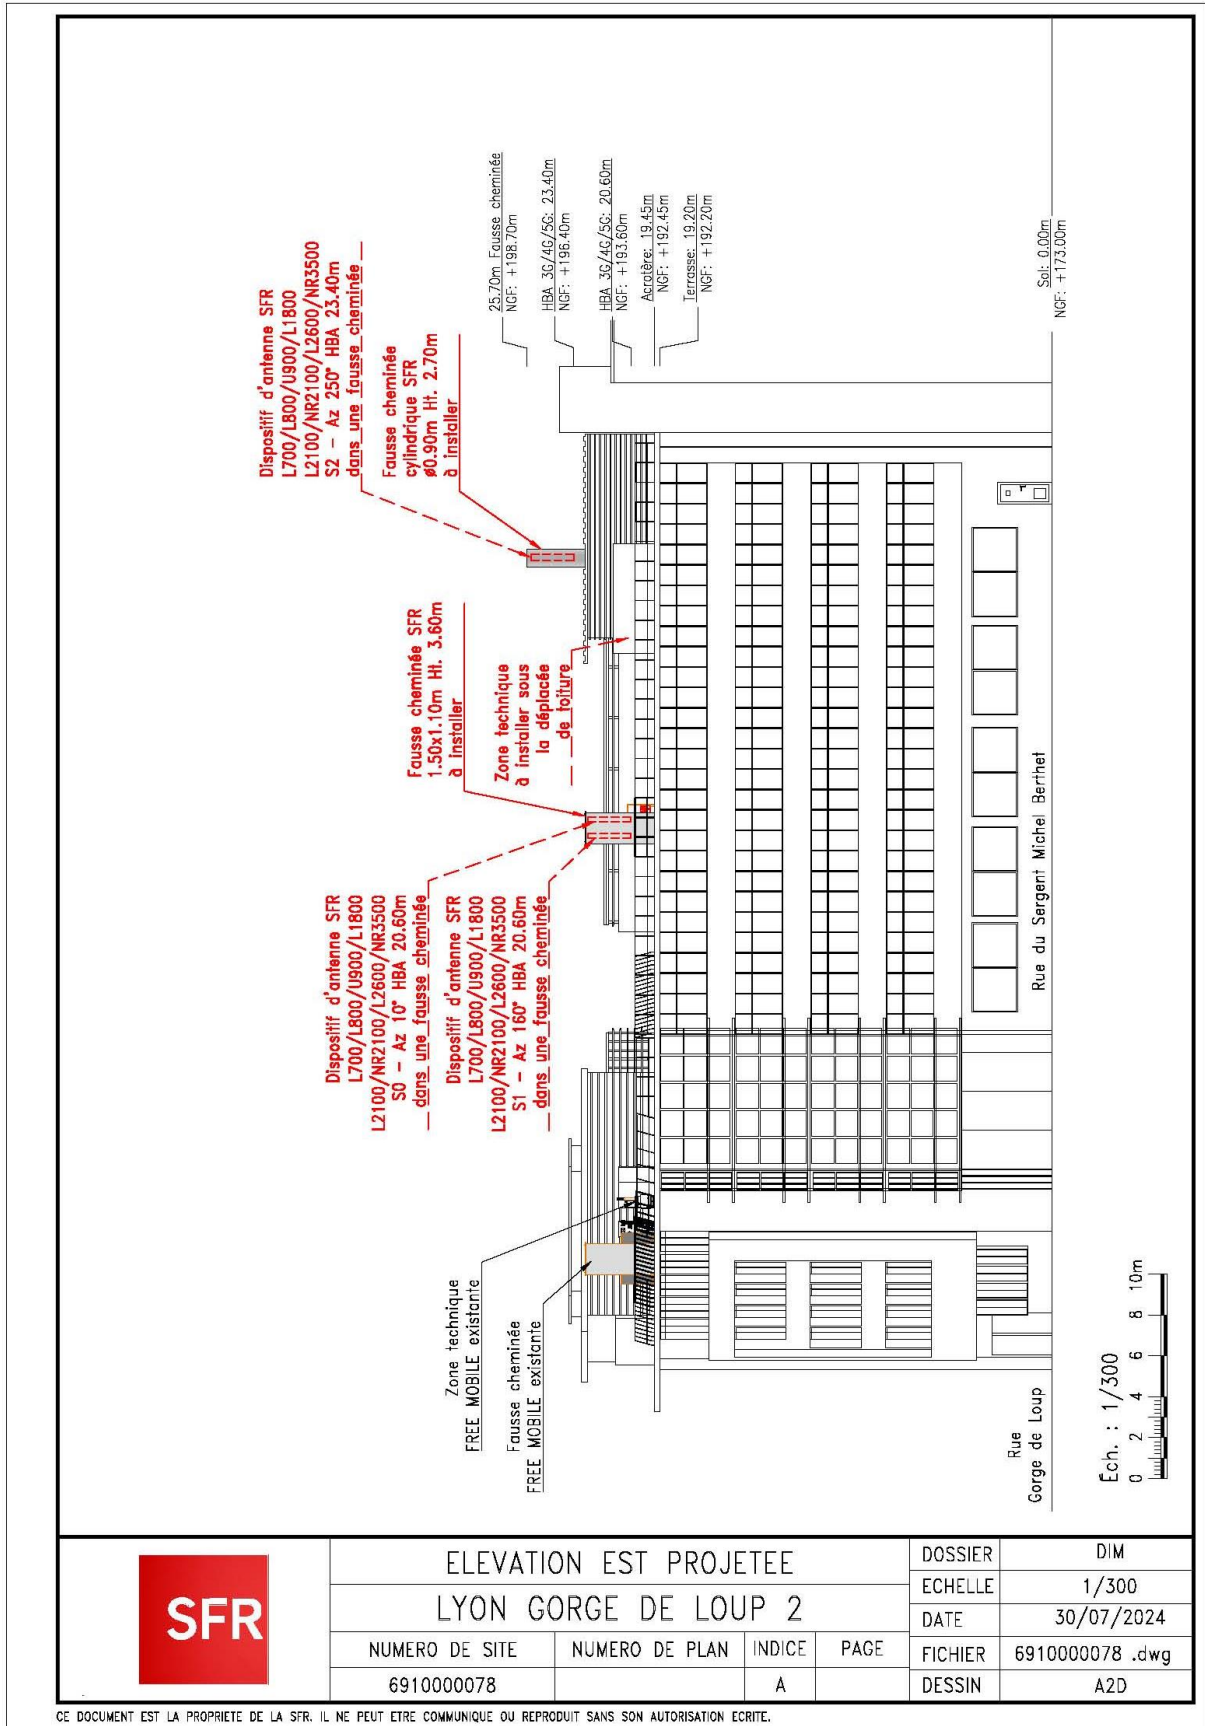 Dispositif d'antenne SFR
L700/L800/U900/L1800
L2100/NR2100/L2600/NR3500
S2 - Az 250° HBA 23.40m
dans une fausse cheminée
Fausse cheminée
cylindrique SFR
ø0.90m Ht. 2.70m
à installer
Fausse cheminée SFR
1.50x1.10m Ht. 3.60m
à installer
Zone technique
à installer sous
la déplacée
de toiture
Dispositif d'antenne SFR
L700/L800/U900/L1800
L2100/NR2100/L2600/NR3500
S0 - Az 10° HBA 20.60m
dans une fausse cheminée
Dispositif d'antenne SFR
L700/L800/U900/L1800
L2100/NR2100/L2600/NR3500
S1 - Az 160° HBA 20.60m
dans une fausse cheminée
Zone technique
FREE MOBILE existante
Fausse cheminée
FREE MOBILE existante
25.70m Fausse cheminée
NGF: +198.70m
HBA 3G/4G/5G: 23.40m
NGF: +196.40m
HBA 3G/4G/5G: 20.60m
NGF: +193.60m
Acrotère: 19.45m
NGF: +192.45m
Terrasse: 19.20m
NGF: +192.20m
Sol: 0.00m
NGF: +173.00m
Rue du Sergent Michel Berthet
Rue
Gorge de Loup
Éch. : 1/300
0 2 4 6 8 10m
SFR
ELEVATION EST PROJETEE
LYON GORGE DE LOUP 2
NUMERO DE SITE NUMERO DE PLAN INDICE PAGE
6910000078 A
DOSSIER DIM
ECHELLE 1/300
DATE 30/07/2024
FICHIER 6910000078 .dwg
DESSIN A2D
CE DOCUMENT EST LA PROPRIETE DE LA SFR. IL NE PEUT ETRE COMMUNIQUE OU REPRODUIT SANS SON AUTORISATION ECRITE.